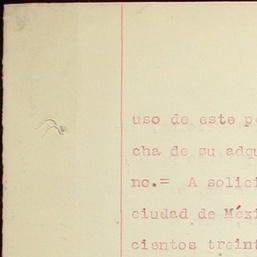 uso de este
cha de su
no.= A
ciudad de
cientos